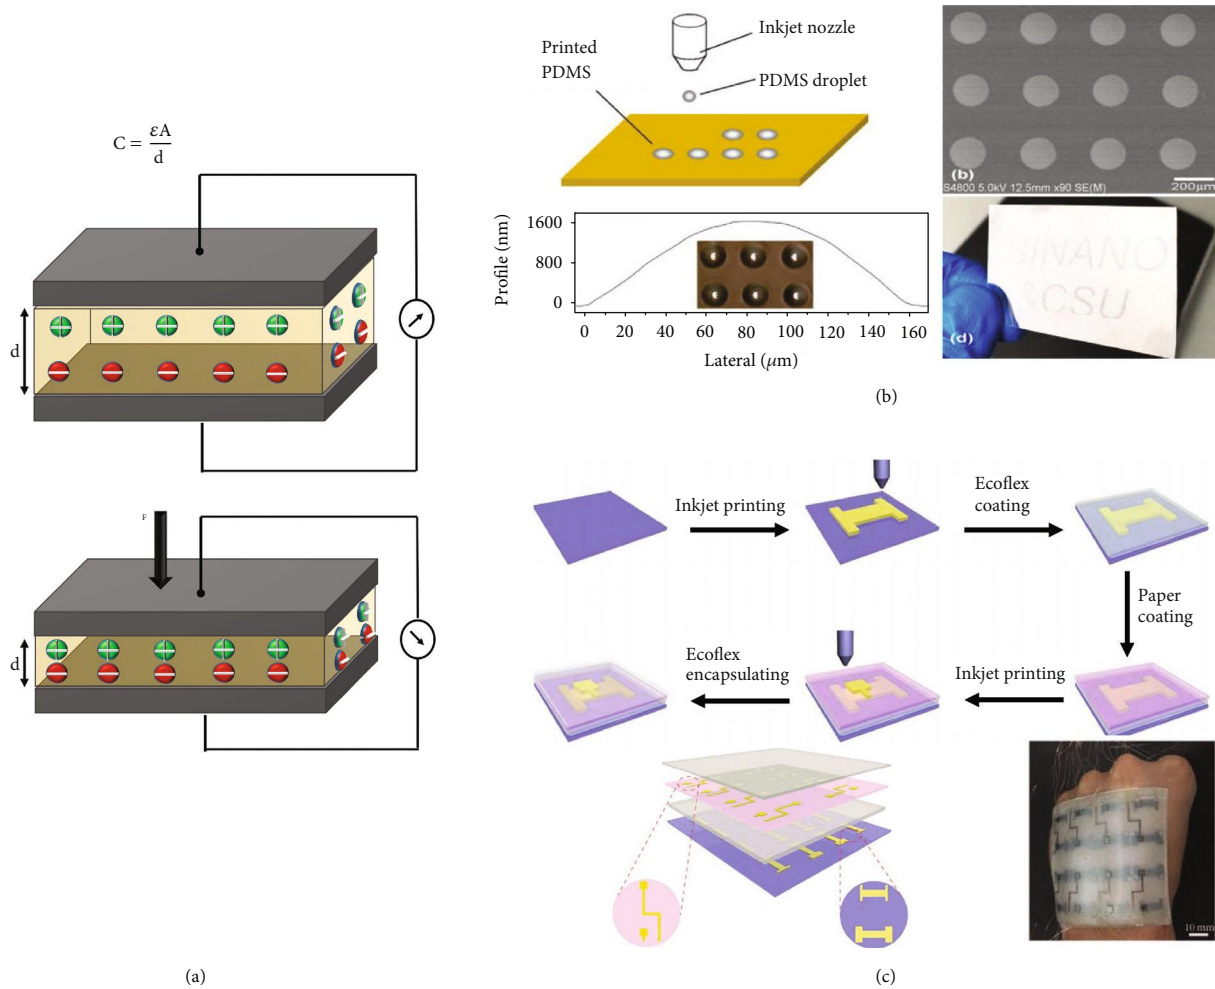 C = εA
d
d
F
d
(a)
Inkjet nozzle
Printed
PDMS
PDMS droplet
(b)
200μm
S4800 5.0kV 12.5mm x90 SE(M)
Profile (nm)
1600
800
0
0 20 40 60 80 100 120 140 160
Lateral (μm)
SINANO
&CSU
(d)
(b)
Inkjet printing
Ecoflex
coating
Paper
coating
Inkjet printing
Ecoflex
encapsulating
10 mm
(c)